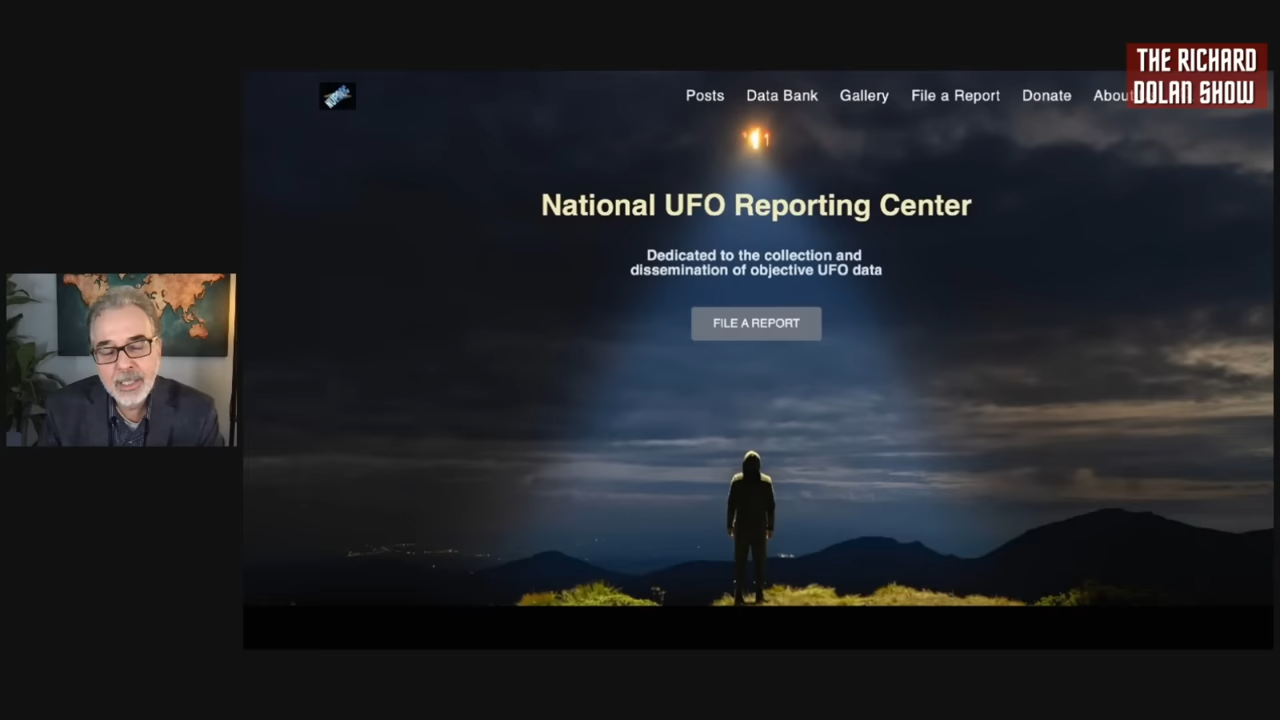 THE RICHARD
DOLAN SHOW
Posts Data Bank Gallery File a Report Donate About
National UFO Reporting Center
Dedicated to the collection and
dissemination of objective UFO data
FILE A REPORT